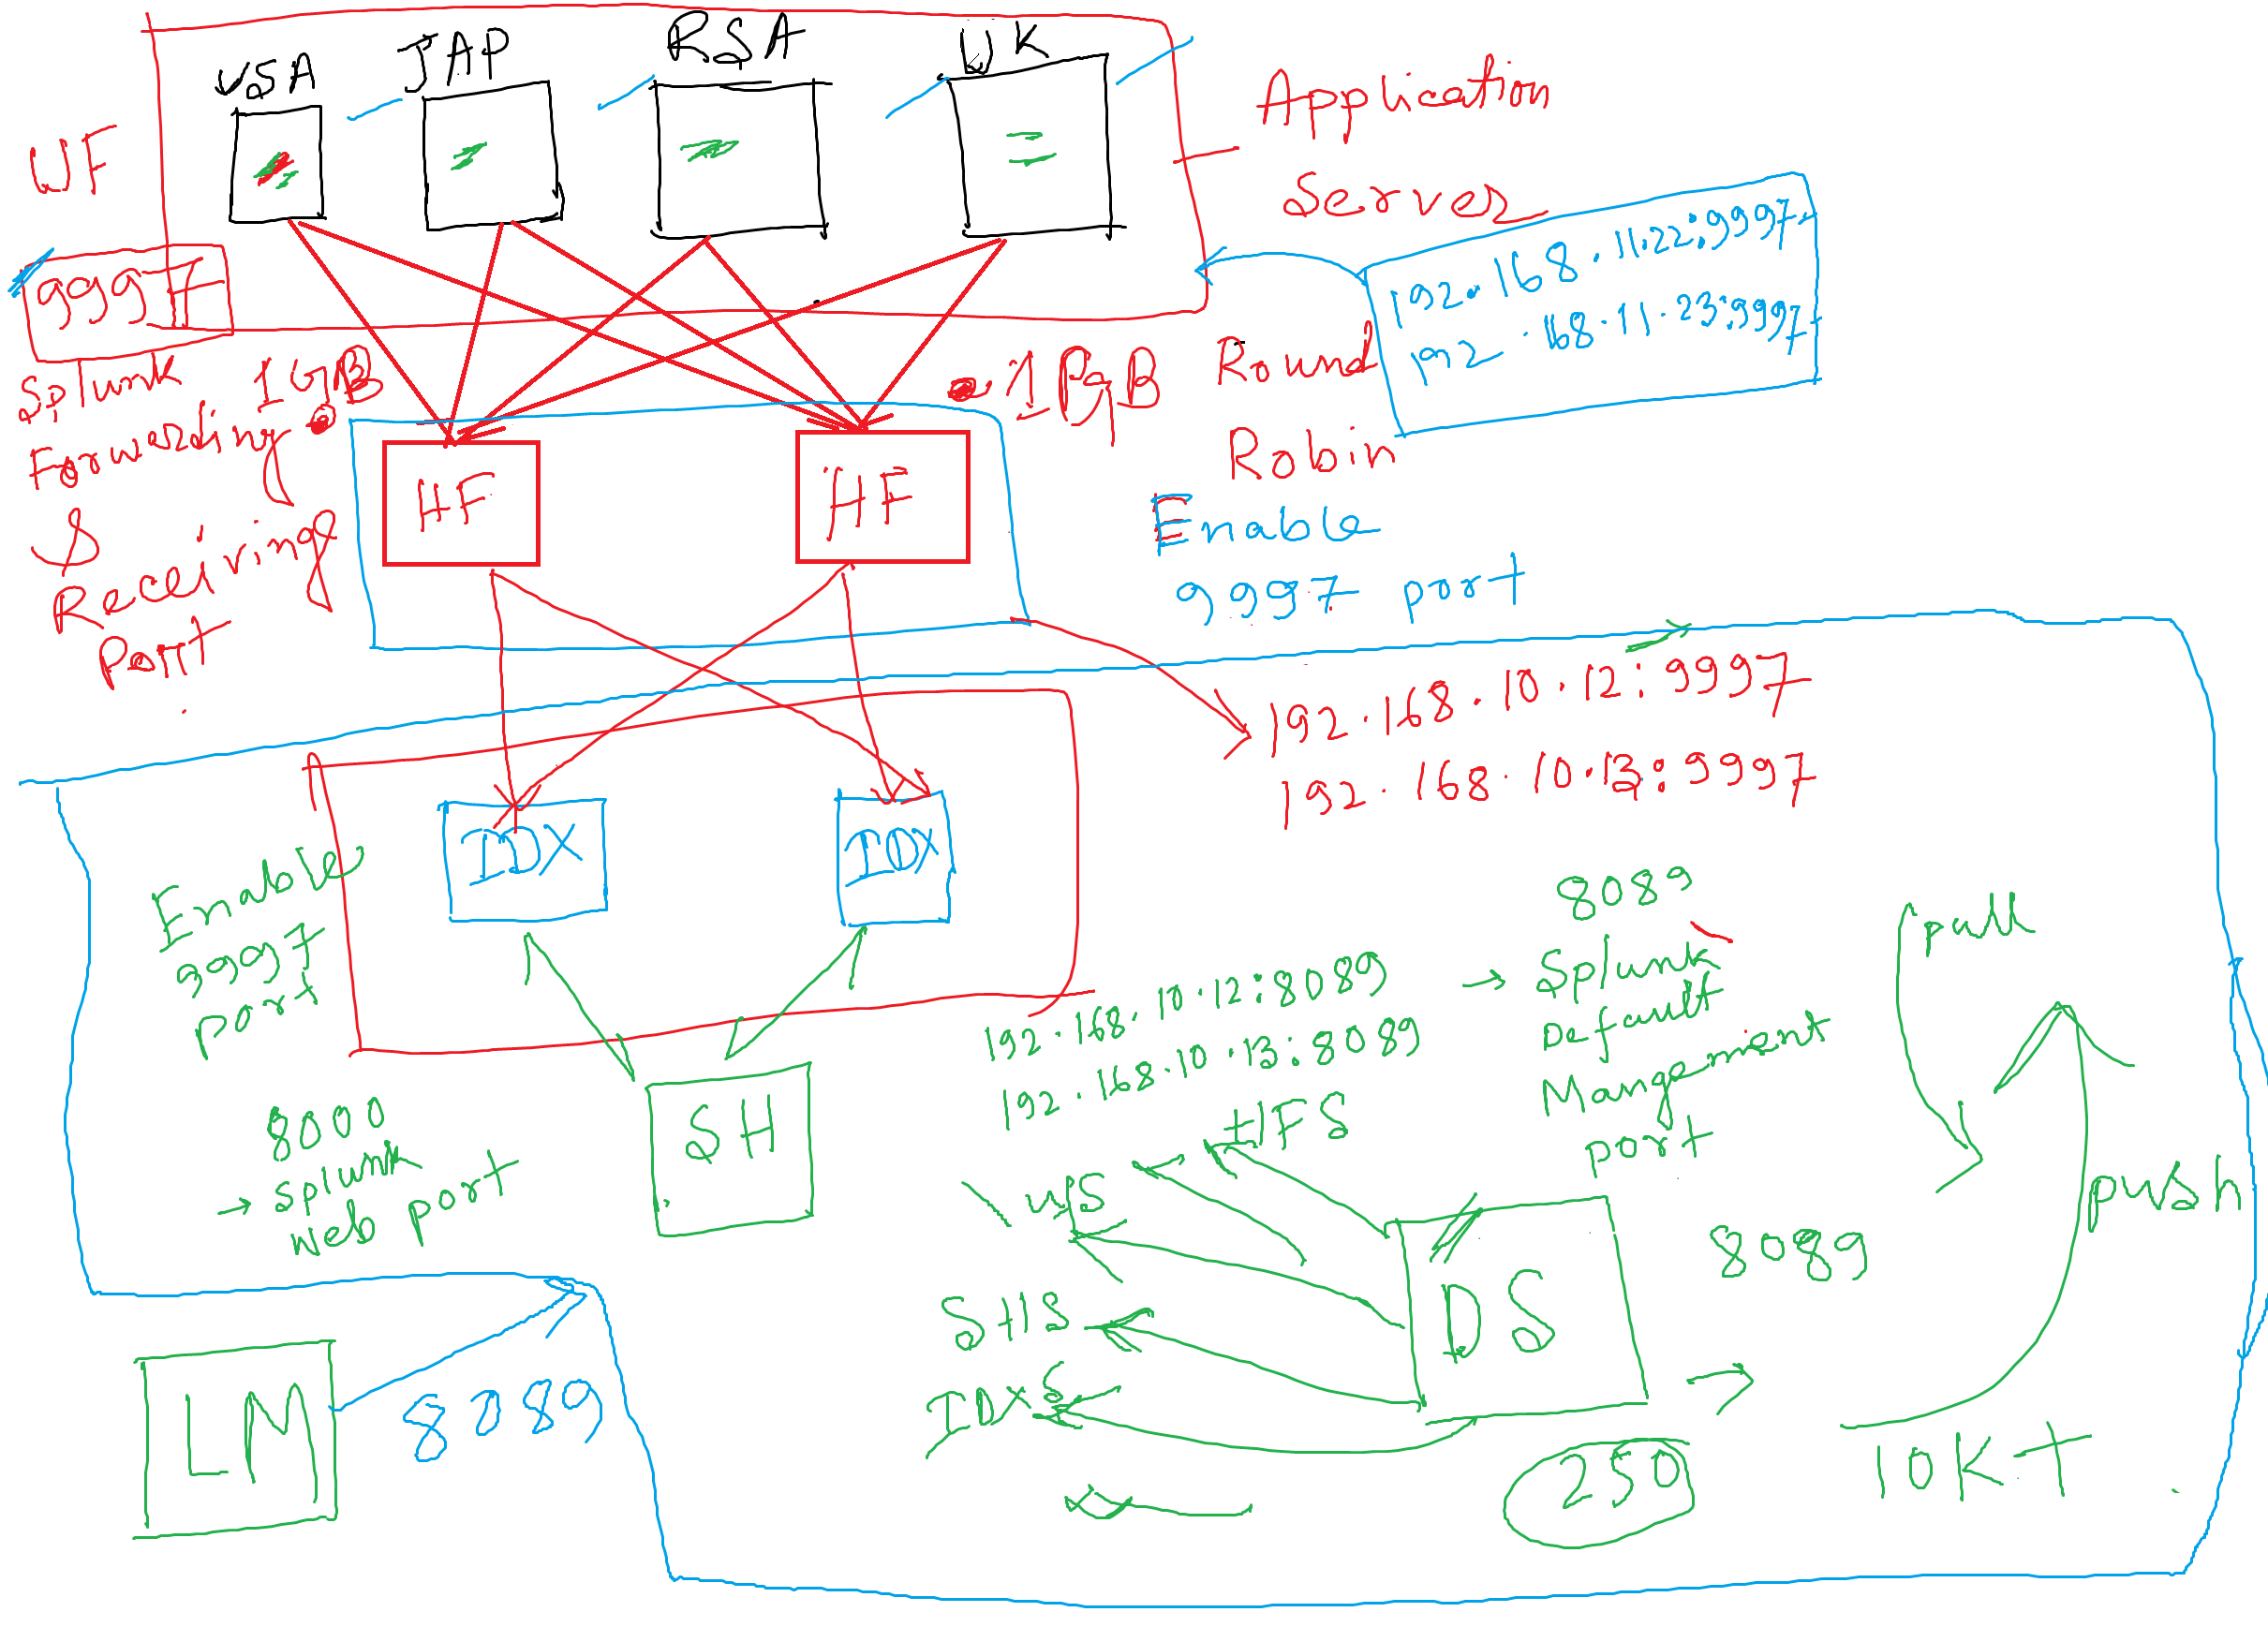 USA
JAP
RSA
UK
UF
Application
Server
9997
192.168.11.22:9997
192.168.11.23:9997
Splunk
Forwarding
&
Receiving
Port
1GB
Round
Robin
HF
HF
Enable
9997 port
192.168.10.12:9997
192.168.10.13:9997
IDX
IDX
Enable
9997
port
8089
Splunk
Default
Mangement
port
pull
192.168.10.12:8089
192.168.10.13:8089
8000
splunk
web port
SH
HFS
UFS
SHS
IDXS
DS
8089
push
LM
8089
250
10K+